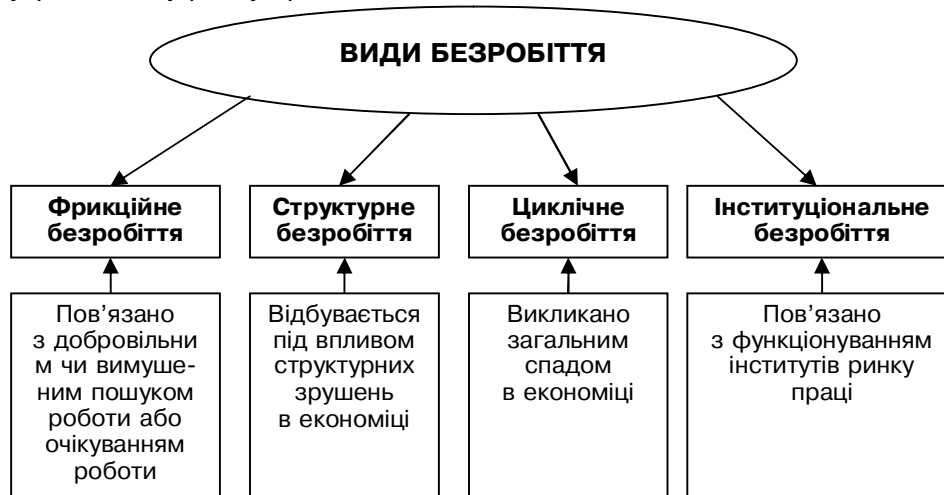 ВИДИ БЕЗРОБІТТЯ
Фрикційне
безробіття
Структурне
безробіття
Циклічне
безробіття
Інституціональне
безробіття
Пов’язано
з добровільни
м чи вимуше-
ним пошуком
роботи або
очікуванням
роботи
Відбувається
під впливом
структурних
зрушень
в економіці
Викликано
загальним
спадом
в економіці
Пов’язано
з функціонуванням
інститутів ринку
праці